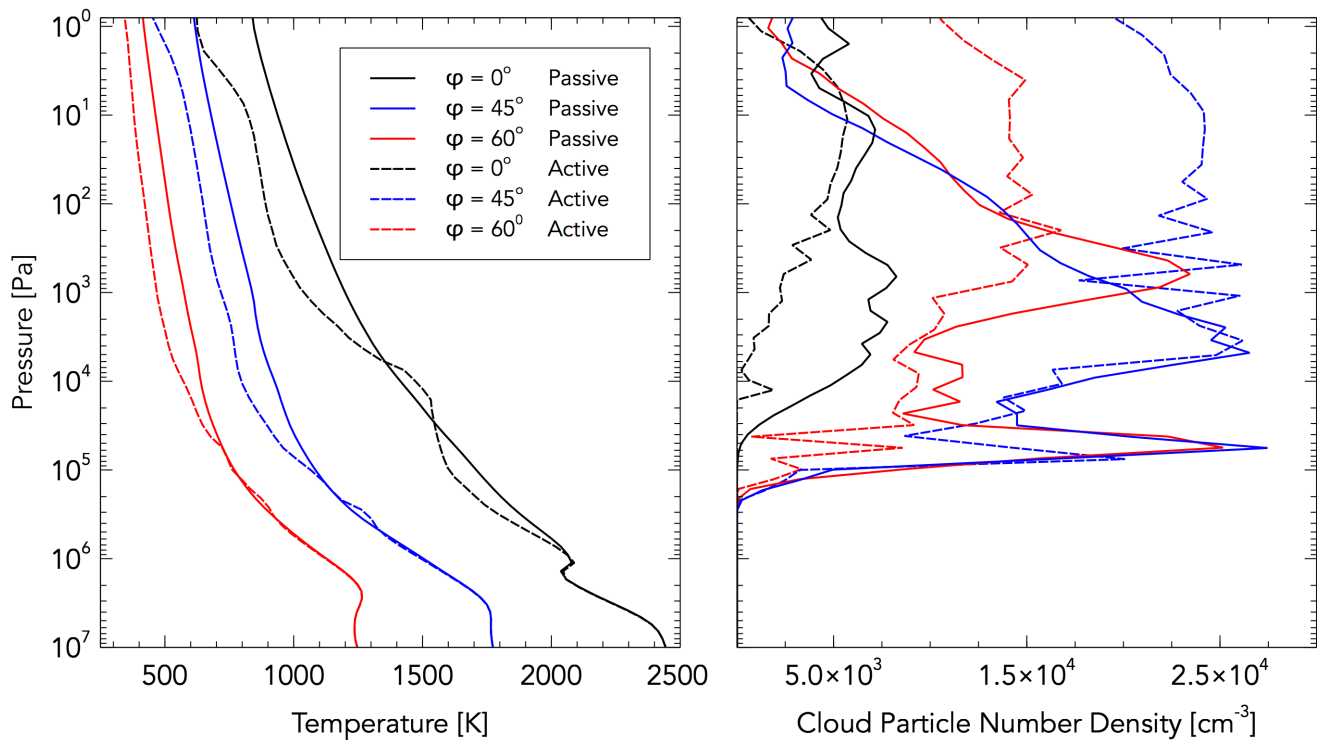 10⁰
10¹
10²
10³
10⁴
10⁵
10⁶
10⁷
Pressure [Pa]
φ = 0° Passive
φ = 45° Passive
φ = 60° Passive
φ = 0° Active
φ = 45° Active
φ = 60⁰ Active
500 1000 1500 2000 2500
Temperature [K]
5.0×10³ 1.5×10⁴ 2.5×10⁴
Cloud Particle Number Density [cm⁻³]